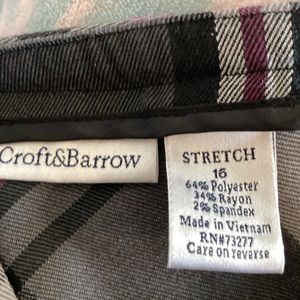 Croft&Barrow
STRETCH
16
64% Polyester
34% Rayon
2% Spandex
Made in Vietnam
RN#73277
Care on reverse